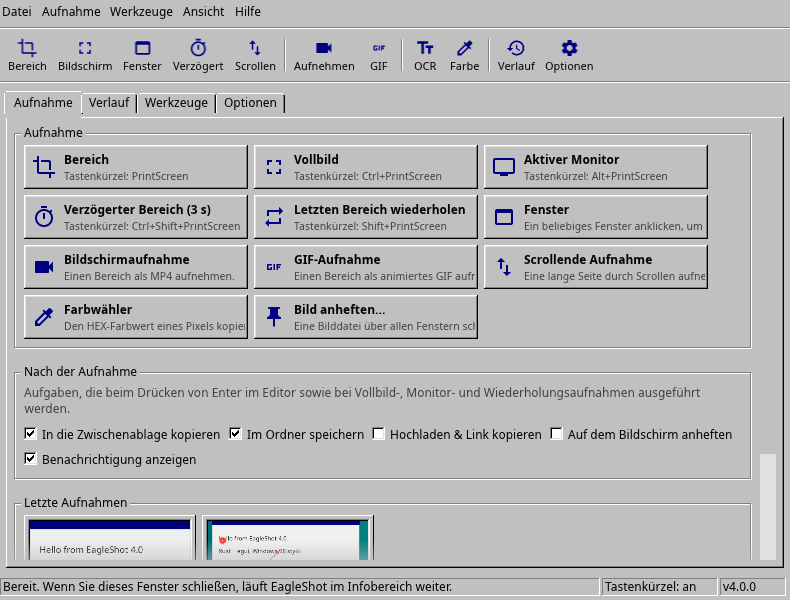 Datei Aufnahme Werkzeuge Ansicht Hilfe
Bereich Bildschirm Fenster Verzögert Scrollen Aufnehmen GIF GIF OCR Farbe Verlauf Optionen
Aufnahme Verlauf Werkzeuge Optionen
Aufnahme
Bereich
Tastenkürzel: PrintScreen
Vollbild
Tastenkürzel: Ctrl+PrintScreen
Aktiver Monitor
Tastenkürzel: Alt+PrintScreen
Verzögerter Bereich (3 s)
Tastenkürzel: Ctrl+Shift+PrintScreen
Letzten Bereich wiederholen
Tastenkürzel: Shift+PrintScreen
Fenster
Ein beliebiges Fenster anklicken, um
Bildschirmaufnahme
Einen Bereich als MP4 aufnehmen.
GIF
GIF-Aufnahme
Einen Bereich als animiertes GIF aufr
Scrollende Aufnahme
Eine lange Seite durch Scrollen aufne
Farbwähler
Den HEX-Farbwert eines Pixels kopier
Bild anheften...
Eine Bilddatei über allen Fenstern sch
Nach der Aufnahme
Aufgaben, die beim Drücken von Enter im Editor sowie bei Vollbild-, Monitor- und Wiederholungsaufnahmen ausgeführt
werden.
In die Zwischenablage kopieren Im Ordner speichern Hochladen & Link kopieren Auf dem Bildschirm anheften
Benachrichtigung anzeigen
Letzte Aufnahmen
Hello from EagleShot 4.0
Hello from EagleShot 4.0
Rust egui, Windows
Bereit. Wenn Sie dieses Fenster schließen, läuft EagleShot im Infobereich weiter. Tastenkürzel: an v4.0.0